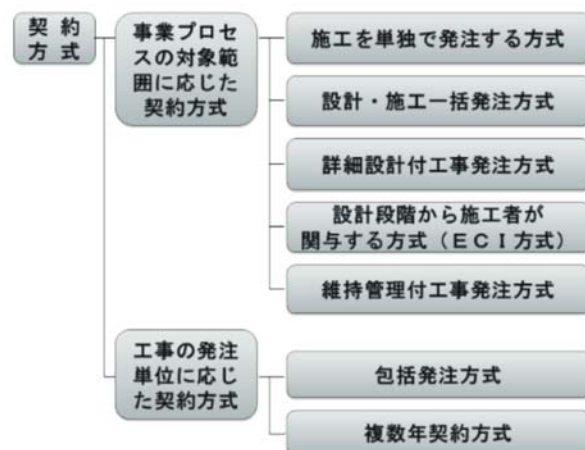 契約
方式
事業プロセ
スの対象範
囲に応じた
契約方式
施工を単独で発注する方式
設計・施工一括発注方式
詳細設計付工事発注方式
設計段階から施工者が
関与する方式（ＥＣＩ方式）
維持管理付工事発注方式
工事の発注
単位に応じ
た契約方式
包括発注方式
複数年契約方式